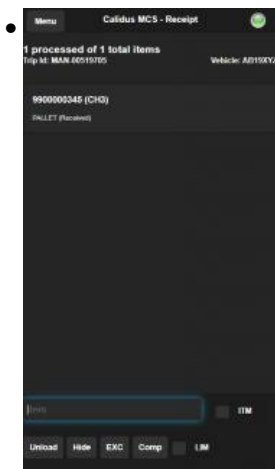 Menu Calidus MCS - Receipt
1 processed of 1 total items
Trip Id: MAN-00519705 Vehicle: AD19XYZ
9900000345 (CH3)
PALLET (Received)
Item ITM
Unload Hide EXC Comp LIM